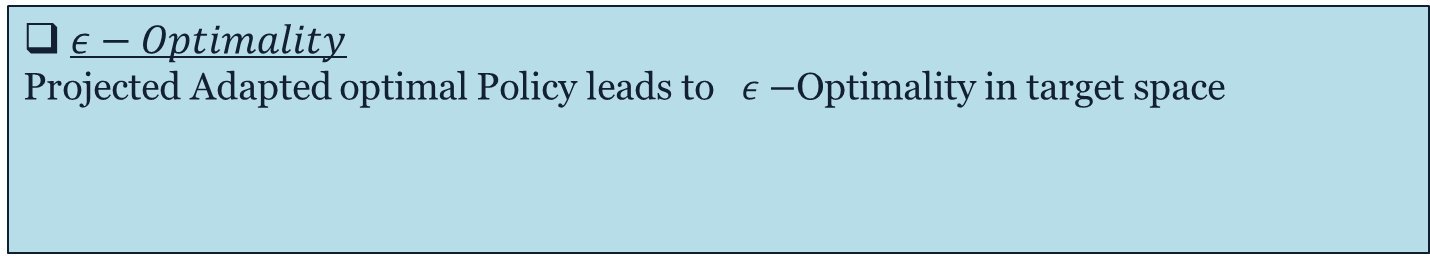 ❑ ϵ − Optimality
Projected Adapted optimal Policy leads to ϵ −Optimality in target space